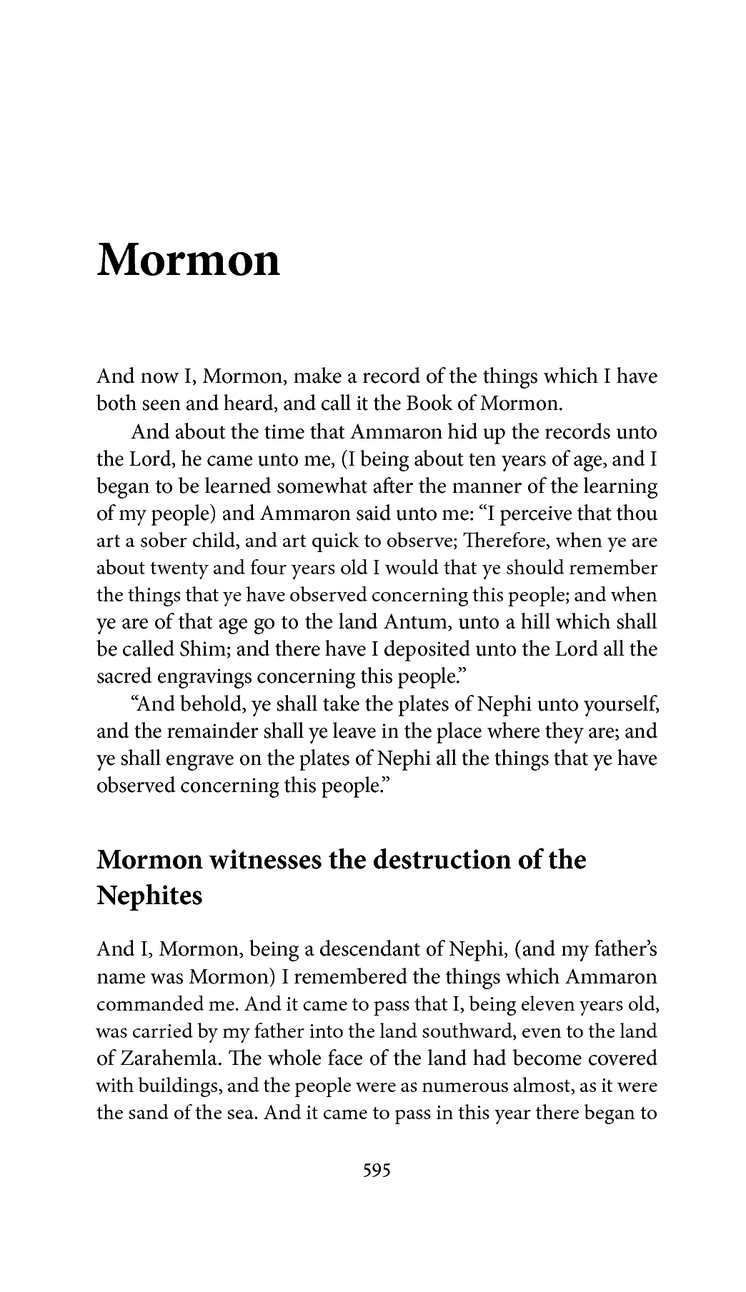 Mormon
And now I, Mormon, make a record of the things which I have
both seen and heard, and call it the Book of Mormon.
And about the time that Ammaron hid up the records unto
the Lord, he came unto me, (I being about ten years of age, and I
began to be learned somewhat after the manner of the learning
of my people) and Ammaron said unto me: “I perceive that thou
art a sober child, and art quick to observe; Therefore, when ye are
about twenty and four years old I would that ye should remember
the things that ye have observed concerning this people; and when
ye are of that age go to the land Antum, unto a hill which shall
be called Shim; and there have I deposited unto the Lord all the
sacred engravings concerning this people.”
“And behold, ye shall take the plates of Nephi unto yourself,
and the remainder shall ye leave in the place where they are; and
ye shall engrave on the plates of Nephi all the things that ye have
observed concerning this people.”
Mormon witnesses the destruction of the
Nephites
And I, Mormon, being a descendant of Nephi, (and my father’s
name was Mormon) I remembered the things which Ammaron
commanded me. And it came to pass that I, being eleven years old,
was carried by my father into the land southward, even to the land
of Zarahemla. The whole face of the land had become covered
with buildings, and the people were as numerous almost, as it were
the sand of the sea. And it came to pass in this year there began to
595